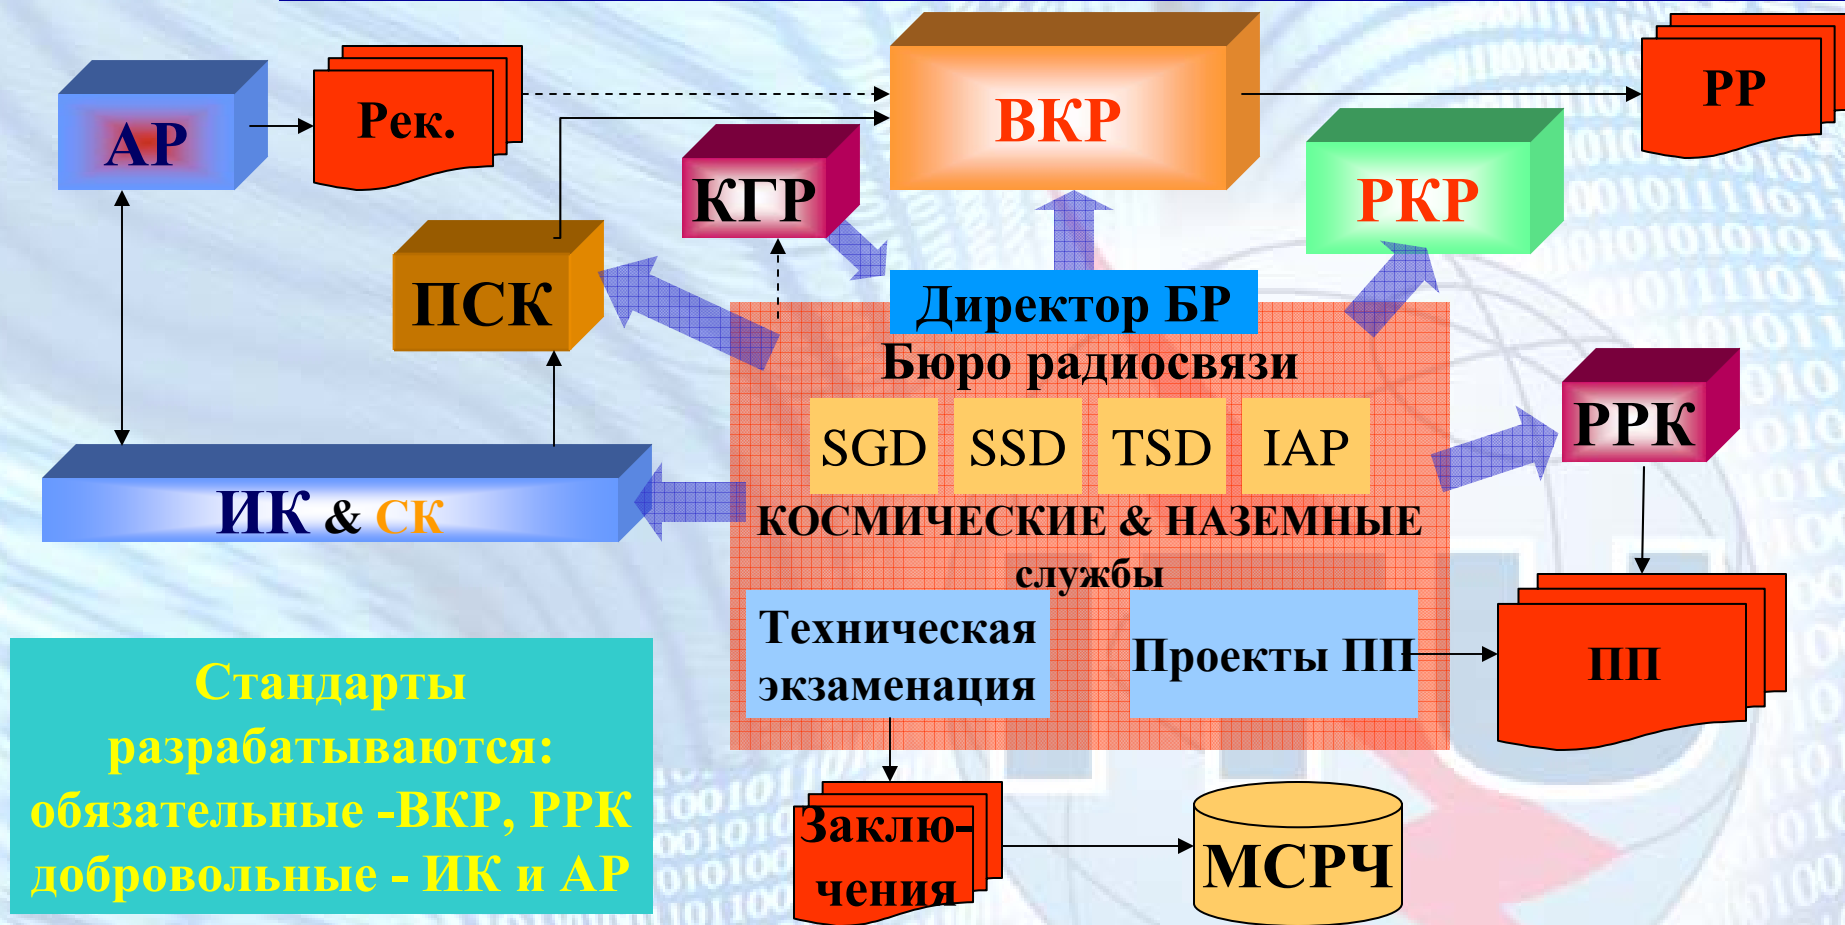 АР
Рек.
ВКР
РР
КГР
РКР
ПСК
Директор БР
Бюро радиосвязи
SGD SSD TSD IAP
РРК
ИК & СК
КОСМИЧЕСКИЕ & НАЗЕМНЫЕ
службы
Техническая
экзаменация
Проекты ПП
ПП
Стандарты
разрабатываются:
обязательные -ВКР, РРК
добровольные - ИК и АР
Заклю-
чения
МСРЧ